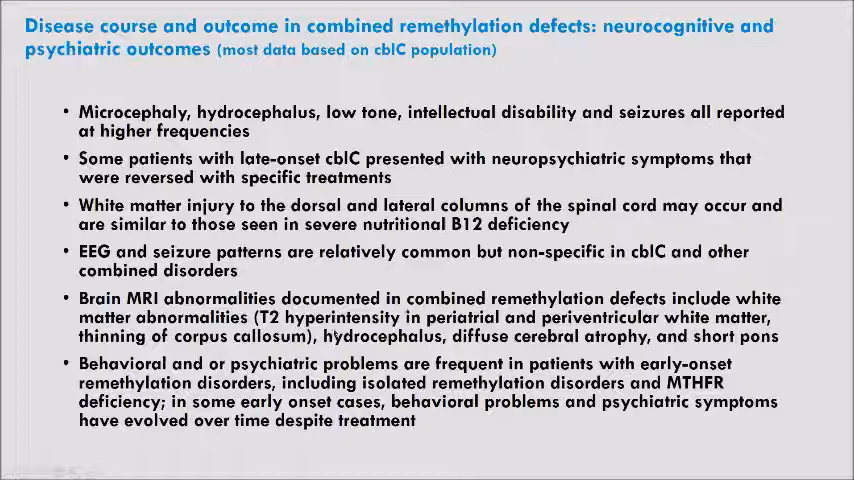 Disease course and outcome in combined remethylation defects: neurocognitive and
psychiatric outcomes (most data based on cblC population)
• Microcephaly, hydrocephalus, low tone, intellectual disability and seizures all reported
at higher frequencies
• Some patients with late-onset cblC presented with neuropsychiatric symptoms that
were reversed with specific treatments
• White matter injury to the dorsal and lateral columns of the spinal cord may occur and
are similar to those seen in severe nutritional B12 deficiency
• EEG and seizure patterns are relatively common but non-specific in cblC and other
combined disorders
• Brain MRI abnormalities documented in combined remethylation defects include white
matter abnormalities (T2 hyperintensity in periatrial and periventricular white matter,
thinning of corpus callosum), hydrocephalus, diffuse cerebral atrophy, and short pons
• Behavioral and or psychiatric problems are frequent in patients with early-onset
remethylation disorders, including isolated remethylation disorders and MTHFR
deficiency; in some early onset cases, behavioral problems and psychiatric symptoms
have evolved over time despite treatment